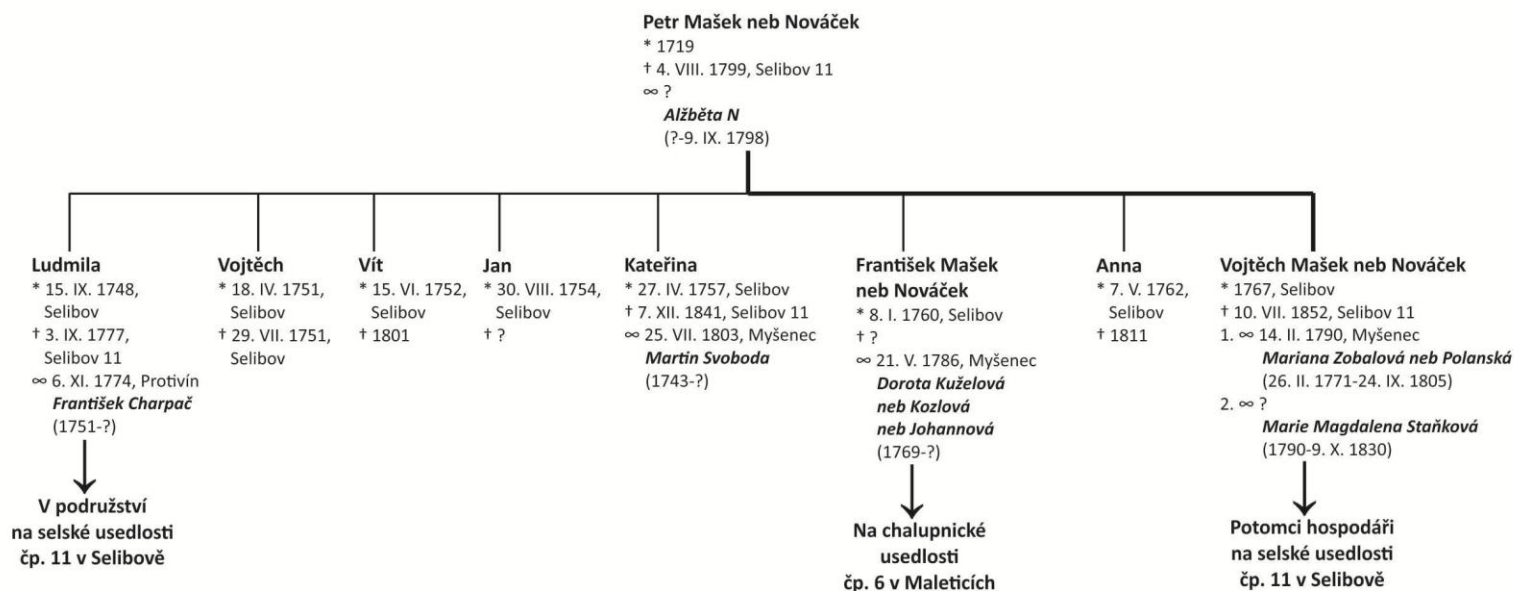 Petr Mašek neb Nováček
* 1719
† 4. VIII. 1799, Selibov 11
∞ ?
Alžběta N
(?-9. IX. 1798)
Ludmila
* 15. IX. 1748,
Selibov
† 3. IX. 1777,
Selibov 11
∞ 6. XI. 1774, Protivín
František Charpač
(1751-?)
V podružství
na selské usedlosti
čp. 11 v Selibově
Vojtěch
* 18. IV. 1751,
Selibov
† 29. VII. 1751,
Selibov
Vít
* 15. VI. 1752,
Selibov
† 1801
Jan
* 30. VIII. 1754,
Selibov
† ?
Kateřina
* 27. IV. 1757, Selibov
† 7. XII. 1841, Selibov 11
∞ 25. VII. 1803, Myšenec
Martin Svoboda
(1743-?)
František Mašek
neb Nováček
* 8. I. 1760, Selibov
† ?
∞ 21. V. 1786, Myšenec
Dorota Kuželová
neb Kozlová
neb Johannová
(1769-?)
Na chalupnické
usedlosti
čp. 6 v Maleticích
Anna
* 7. V. 1762,
Selibov
† 1811
Vojtěch Mašek neb Nováček
* 1767, Selibov
† 10. VII. 1852, Selibov 11
1. ∞ 14. II. 1790, Myšenec
Mariana Zobalová neb Polanská
(26. II. 1771-24. IX. 1805)
2. ∞ ?
Marie Magdalena Staňková
(1790-9. X. 1830)
Potomci hospodáři
na selské usedlosti
čp. 11 v Selibově